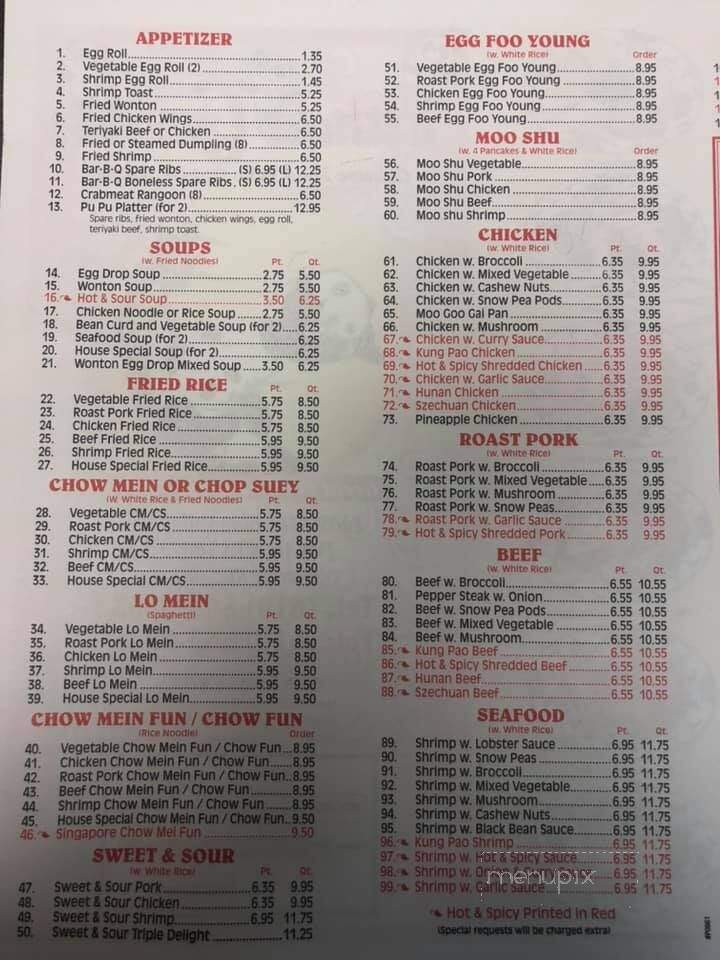 APPETIZER
1. Egg Roll 1.35
2. Vegetable Egg Roll (2) 2.70
3. Shrimp Egg Roll 1.45
4. Shrimp Toast 5.25
5. Fried Wonton 5.25
6. Fried Chicken Wings 6.50
7. Teriyaki Beef or Chicken 6.50
8. Fried or Steamed Dumpling (8) 6.50
9. Fried Shrimp 6.50
10. Bar-B-Q Spare Ribs (S) 6.95 (L) 12.25
11. Bar-B-Q Boneless Spare Ribs . (S) 6.95 (L) 12.25
12. Crabmeat Rangoon (8) 6.50
13. Pu Pu Platter (for 2) 12.95
Spare ribs, fried wonton, chicken wings, egg roll,
teriyaki beef, shrimp toast.
SOUPS
(w. Fried Noodles) Pt. Qt.
14. Egg Drop Soup 2.75 5.50
15. Wonton Soup 2.75 5.50
16. Hot & Sour Soup 3.50 6.25
17. Chicken Noodle or Rice Soup 2.75 5.50
18. Bean Curd and Vegetable Soup (for 2) 6.25
19. Seafood Soup (for 2) 6.25
20. House Special Soup (for 2) 6.25
21. Wonton Egg Drop Mixed Soup 3.50 6.25
FRIED RICE Pt. Qt.
22. Vegetable Fried Rice 5.75 8.50
23. Roast Pork Fried Rice 5.75 8.50
24. Chicken Fried Rice 5.75 8.50
25. Beef Fried Rice 5.95 9.50
26. Shrimp Fried Rice 5.95 9.50
27. House Special Fried Rice 5.95 9.50
CHOW MEIN OR CHOP SUEY
(w. White Rice & Fried Noodles) Pt. Qt.
28. Vegetable CM/CS 5.75 8.50
29. Roast Pork CM/CS 5.75 8.50
30. Chicken CM/CS 5.75 8.50
31. Shrimp CM/CS 5.95 9.50
32. Beef CM/CS 5.95 9.50
33. House Special CM/CS 5.95 9.50
LO MEIN
(Spaghetti) Pt. Qt.
34. Vegetable Lo Mein 5.75 8.50
35. Roast Pork Lo Mein 5.75 8.50
36. Chicken Lo Mein 5.75 8.50
37. Shrimp Lo Mein 5.95 9.50
38. Beef Lo Mein 5.95 9.50
39. House Special Lo Mein 5.95 9.50
CHOW MEIN FUN / CHOW FUN
(Rice Noodle) Order
40. Vegetable Chow Mein Fun / Chow Fun 8.95
41. Chicken Chow Mein Fun / Chow Fun 8.95
42. Roast Pork Chow Mein Fun / Chow Fun 8.95
43. Beef Chow Mein Fun / Chow Fun 8.95
44. Shrimp Chow Mein Fun / Chow Fun 8.95
45. House Special Chow Mein Fun / Chow Fun 9.50
46. Singapore Chow Mei Fun 9.50
SWEET & SOUR
(w. White Rice) Pt. Qt.
47. Sweet & Sour Pork 6.35 9.95
48. Sweet & Sour Chicken 6.35 9.95
49. Sweet & Sour Shrimp 6.95 11.75
50. Sweet & Sour Triple Delight 11.25
EGG FOO YOUNG
(w. White Rice) Order
51. Vegetable Egg Foo Young 8.95
52. Roast Pork Egg Foo Young 8.95
53. Chicken Egg Foo Young 8.95
54. Shrimp Egg Foo Young 8.95
55. Beef Egg Foo Young 8.95
MOO SHU
(w. 4 Pancakes & White Rice) Order
56. Moo Shu Vegetable 8.95
57. Moo Shu Pork 8.95
58. Moo Shu Chicken 8.95
59. Moo Shu Beef 8.95
60. Moo shu Shrimp 8.95
CHICKEN
(w. White Rice) Pt. Qt.
61. Chicken w. Broccoli 6.35 9.95
62. Chicken w. Mixed Vegetable 6.35 9.95
63. Chicken w. Cashew Nuts 6.35 9.95
64. Chicken w. Snow Pea Pods 6.35 9.95
65. Moo Goo Gai Pan 6.35 9.95
66. Chicken w. Mushroom 6.35 9.95
67. Chicken w. Curry Sauce 6.35 9.95
68. Kung Pao Chicken 6.35 9.95
69. Hot & Spicy Shredded Chicken 6.35 9.95
70. Chicken w. Garlic Sauce 6.35 9.95
71. Hunan Chicken 6.35 9.95
72. Szechuan Chicken 6.35 9.95
73. Pineapple Chicken 6.35 9.95
ROAST PORK
(w. White Rice) Pt. Qt.
74. Roast Pork w. Broccoli 6.35 9.95
75. Roast Pork w. Mixed Vegetable 6.35 9.95
76. Roast Pork w. Mushroom 6.35 9.95
77. Roast Pork w. Snow Peas 6.35 9.95
78. Roast Pork w. Garlic Sauce 6.35 9.95
79. Hot & Spicy Shredded Pork 6.35 9.95
BEEF
(w. White Rice) Pt. Qt.
80. Beef w. Broccoli 6.55 10.55
81. Pepper Steak w. Onion 6.55 10.55
82. Beef w. Snow Pea Pods 6.55 10.55
83. Beef w. Mixed Vegetable 6.55 10.55
84. Beef w. Mushroom 6.55 10.55
85. Kung Pao Beef 6.55 10.55
86. Hot & Spicy Shredded Beef 6.55 10.55
87. Hunan Beef 6.55 10.55
88. Szechuan Beef 6.55 10.55
SEAFOOD
(w. White Rice) Pt. Qt.
89. Shrimp w. Lobster Sauce 6.95 11.75
90. Shrimp w. Snow Peas 6.95 11.75
91. Shrimp w. Broccoli 6.95 11.75
92. Shrimp w. Mixed Vegetable 6.95 11.75
93. Shrimp w. Mushroom 6.95 11.75
94. Shrimp w. Cashew Nuts 6.95 11.75
95. Shrimp w. Black Bean Sauce 6.95 11.75
96. Kung Pao Shrimp 6.95 11.75
97. Shrimp w. Hot & Spicy Sauce 6.95 11.75
98. Shrimp w. 6.95 11.75
99. Shrimp w. Garlic Sauce 6.95 11.75
menupix
Hot & Spicy Printed in Red
(Special requests will be charged extra)